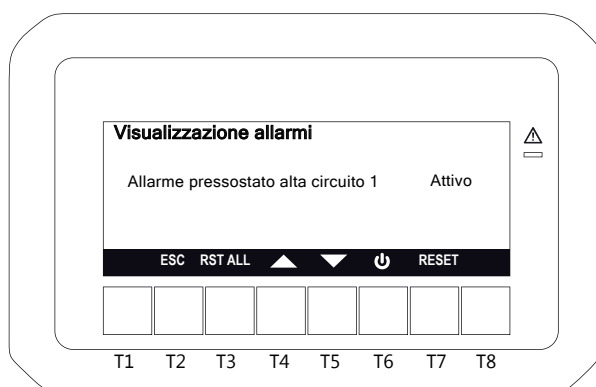 Visualizzazione allarmi
Allarme pressostato alta circuito 1 Attivo
ESC RST ALL RESET
T1 T2 T3 T4 T5 T6 T7 T8